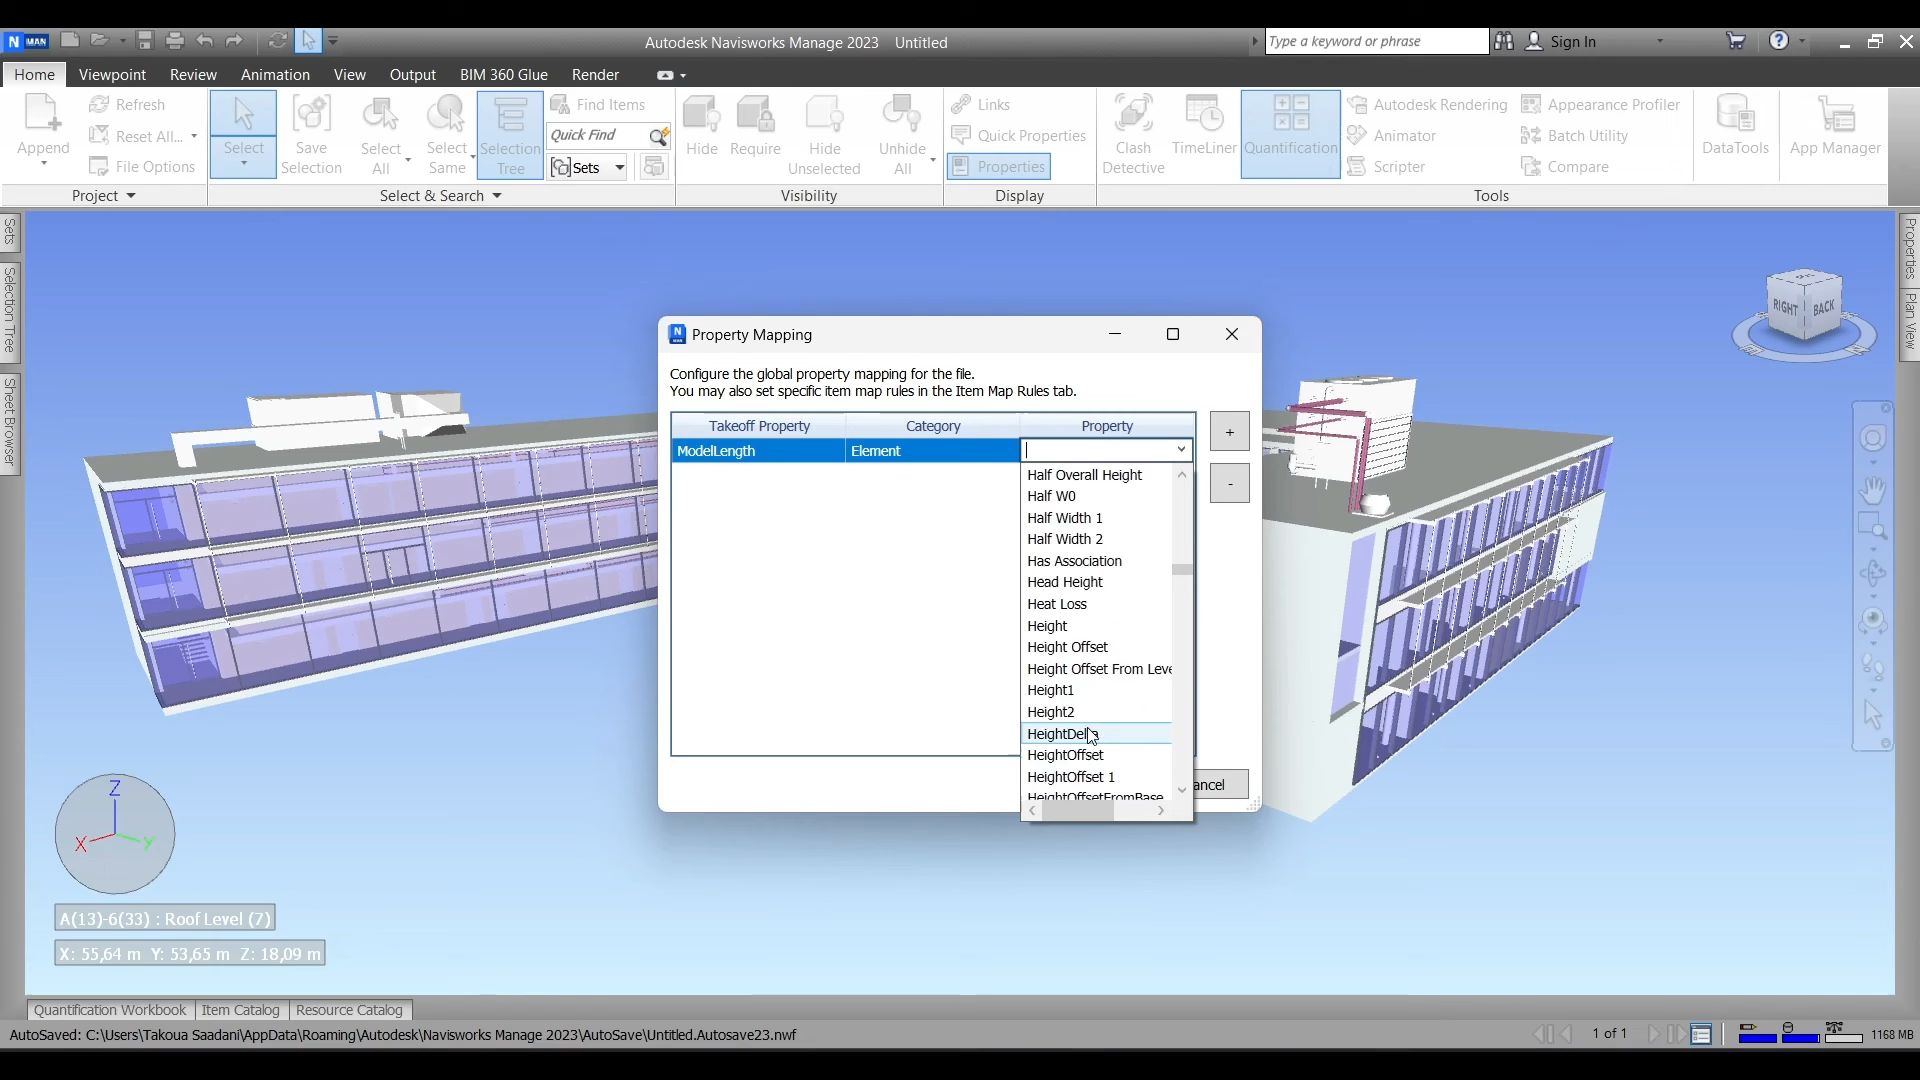 N MAN
Autodesk Navisworks Manage 2023 Untitled
Type a keyword or phrase
Sign In
Home Viewpoint Review Animation View Output BIM 360 Glue Render
Append
Refresh
Reset All...
File Options
Project
Select
Save Selection
Select All
Select Same
Selection Tree
Find Items
Quick Find
Sets
Select & Search
Hide
Require
Hide Unselected
Unhide All
Visibility
Links
Quick Properties
Properties
Display
Clash Detective
TimeLiner
Quantification
Autodesk Rendering
Animator
Scripter
Appearance Profiler
Batch Utility
Compare
DataTools
App Manager
Tools
Sets
Selection Tree
Sheet Browser
Properties
Plan View
RIGHT
BACK
Property Mapping
Configure the global property mapping for the file.
You may also set specific item map rules in the Item Map Rules tab.
Takeoff Property Category Property
ModelLength Element
+
-
Half Overall Height
Half W0
Half Width 1
Half Width 2
Has Association
Head Height
Heat Loss
Height
Height Offset
Height Offset From Leve
Height1
Height2
HeightDelta
HeightOffset
HeightOffset 1
HeightOffsetFromBase
ancel
Z
X
Y
A(13)-6(33) : Roof Level (7)
X: 55,64 m Y: 53,65 m Z: 18,09 m
Quantification Workbook Item Catalog Resource Catalog
AutoSaved: C:\Users\Takoua Saadani\AppData\Roaming\Autodesk\Navisworks Manage 2023\AutoSave\Untitled.Autosave23.nwf
1 of 1
1168 MB